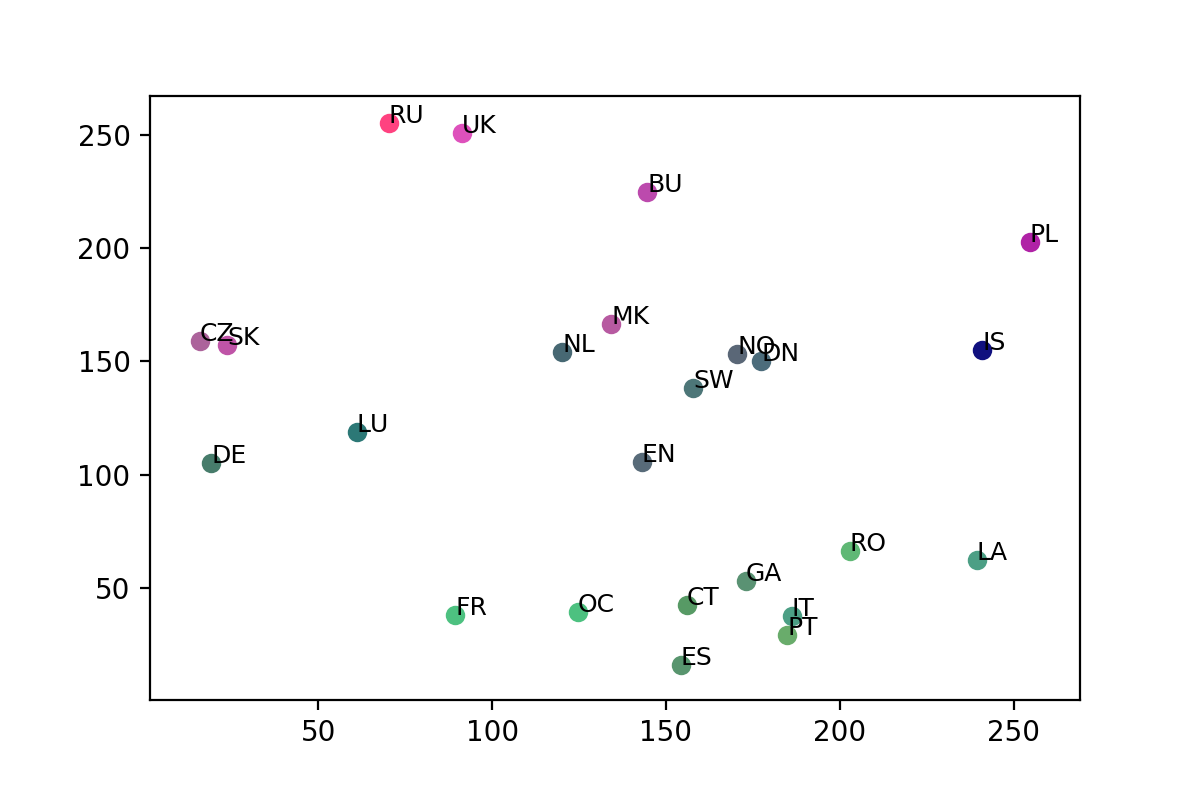 RU
UK
250
BU
PL
200
CZ
SK
MK
NL
NO
DN
IS
150
SW
LU
DE
EN
100
RO
LA
GA
50
FR
OC
CT
IT
PT
ES
50 100 150 200 250